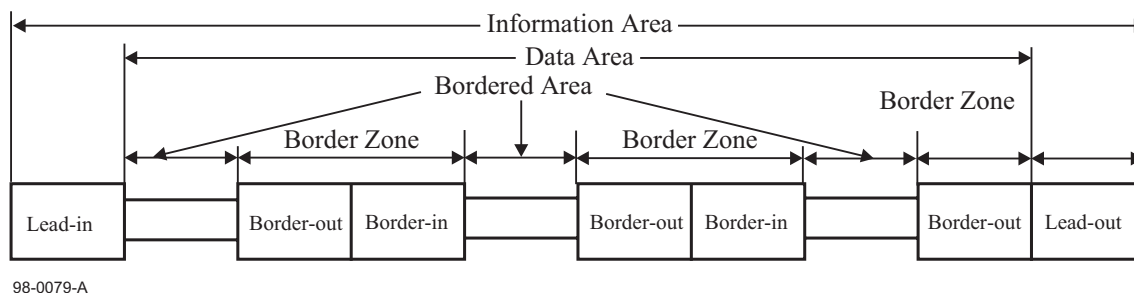 Information Area
Data Area
Bordered Area
Border Zone
Border Zone
Border Zone
Lead-in
Border-out
Border-in
Border-out
Border-in
Border-out
Lead-out
98-0079-A